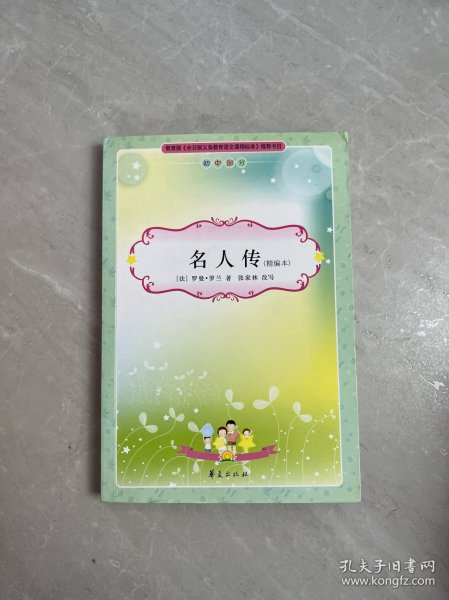 教育部《全日制义务教育语文课程标准》推荐书目
初中部分
名人传(精编本)
[法] 罗曼·罗兰 著 张家林 改写
华夏出版社
孔夫子旧书网
www.kongfz.com